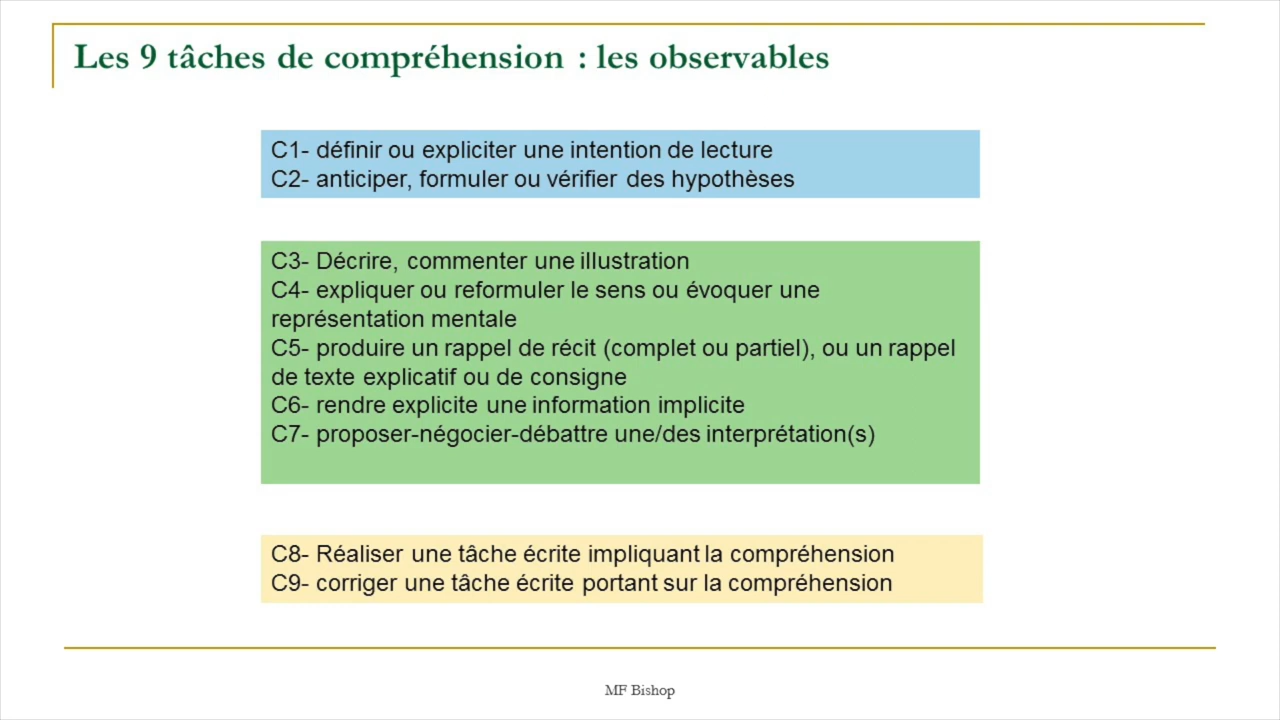 Les 9 tâches de compréhension : les observables
C1- définir ou expliciter une intention de lecture
C2- anticiper, formuler ou vérifier des hypothèses
C3- Décrire, commenter une illustration
C4- expliquer ou reformuler le sens ou évoquer une
représentation mentale
C5- produire un rappel de récit (complet ou partiel), ou un rappel
de texte explicatif ou de consigne
C6- rendre explicite une information implicite
C7- proposer-négocier-débattre une/des interprétation(s)
C8- Réaliser une tâche écrite impliquant la compréhension
C9- corriger une tâche écrite portant sur la compréhension
MF Bishop